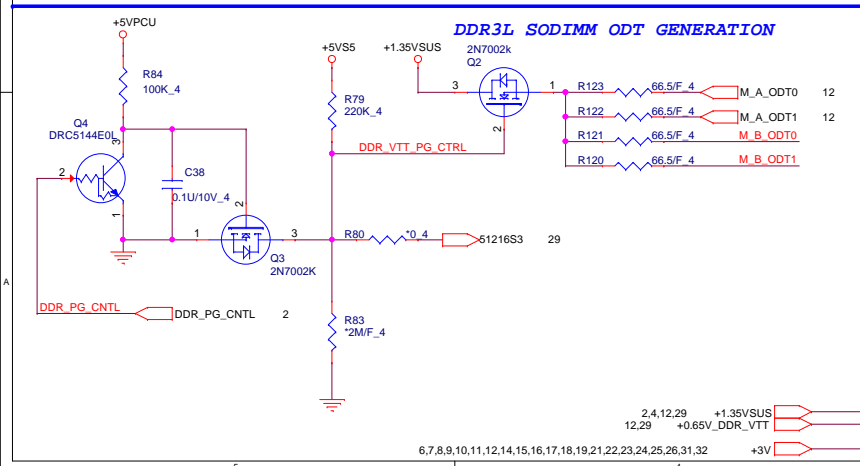 DDR3L SODIMM ODT GENERATION
+5VPCU
+5VS5
+1.35VSUS
2N7002k
Q2
R84
100K_4
R79
220K_4
3
1
2
R123
66.5/F_4
M_A_ODT0
12
R122
66.5/F_4
M_A_ODT1
12
R121
66.5/F_4
M_B_ODT0
R120
66.5/F_4
M_B_ODT1
Q4
DRC5144E0L
3
2
1
DDR_VTT_PG_CTRL
C38
0.1U/10V_4
2
1
3
Q3
2N7002K
R80
*0_4
51216S3
29
A
DDR_PG_CNTL
DDR_PG_CNTL
2
R83
*2M/F_4
2,4,12,29
+1.35VSUS
12,29
+0.65V_DDR_VTT
6,7,8,9,10,11,12,14,15,16,17,18,19,21,22,23,24,25,26,31,32
+3V